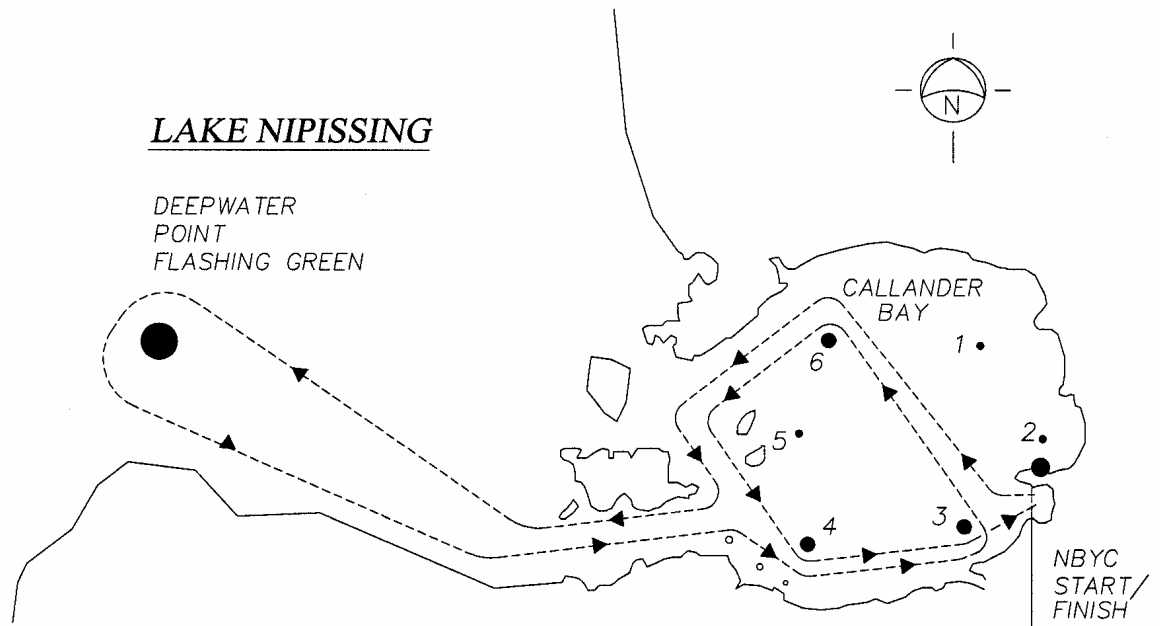 N
LAKE NIPISSING
DEEPWATER
POINT
FLASHING GREEN
CALLANDER
BAY
1
6
2
5
3
4
NBYC
START/
FINISH